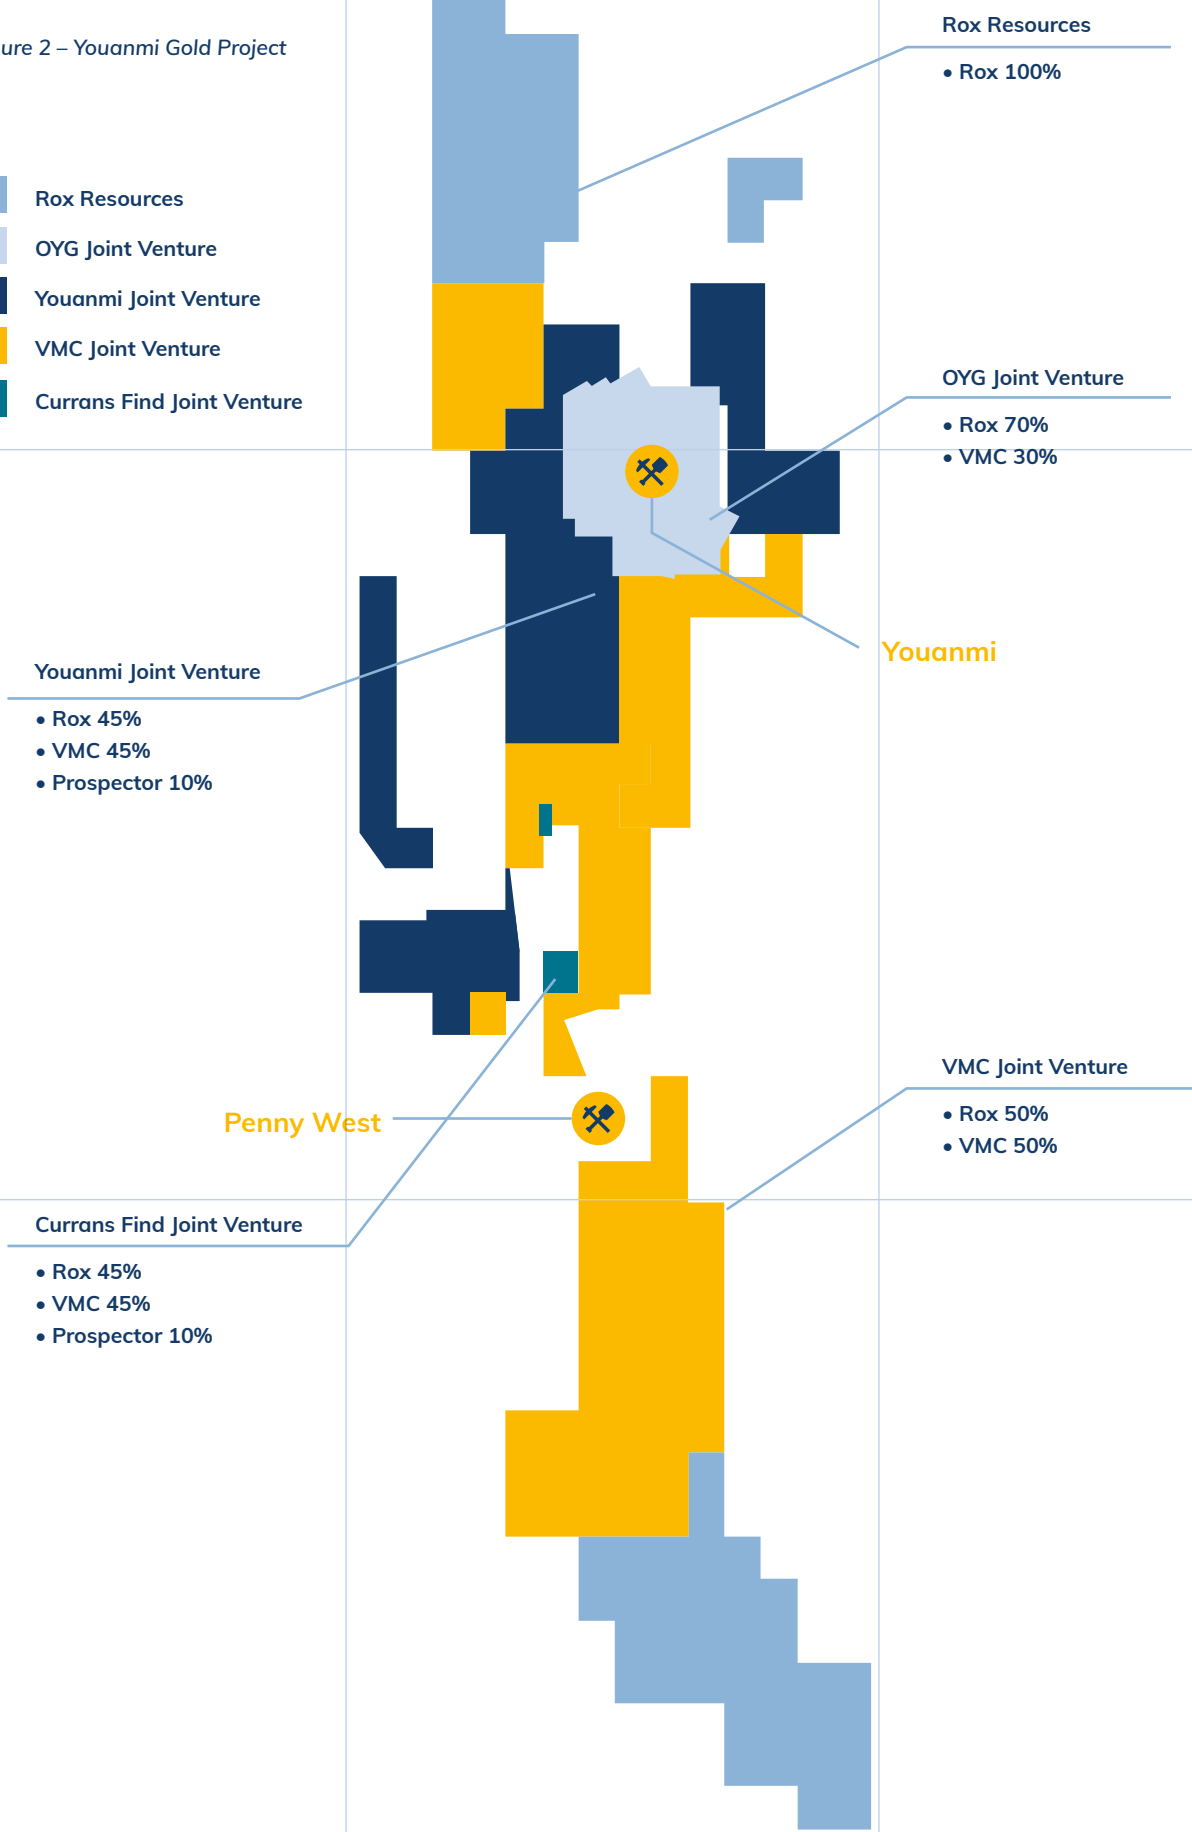 ure 2 – Youanmi Gold Project
Rox Resources
OYG Joint Venture
Youanmi Joint Venture
VMC Joint Venture
Currans Find Joint Venture
Rox Resources
• Rox 100%
OYG Joint Venture
• Rox 70%
• VMC 30%
Youanmi
Youanmi Joint Venture
• Rox 45%
• VMC 45%
• Prospector 10%
Penny West
VMC Joint Venture
• Rox 50%
• VMC 50%
Currans Find Joint Venture
• Rox 45%
• VMC 45%
• Prospector 10%